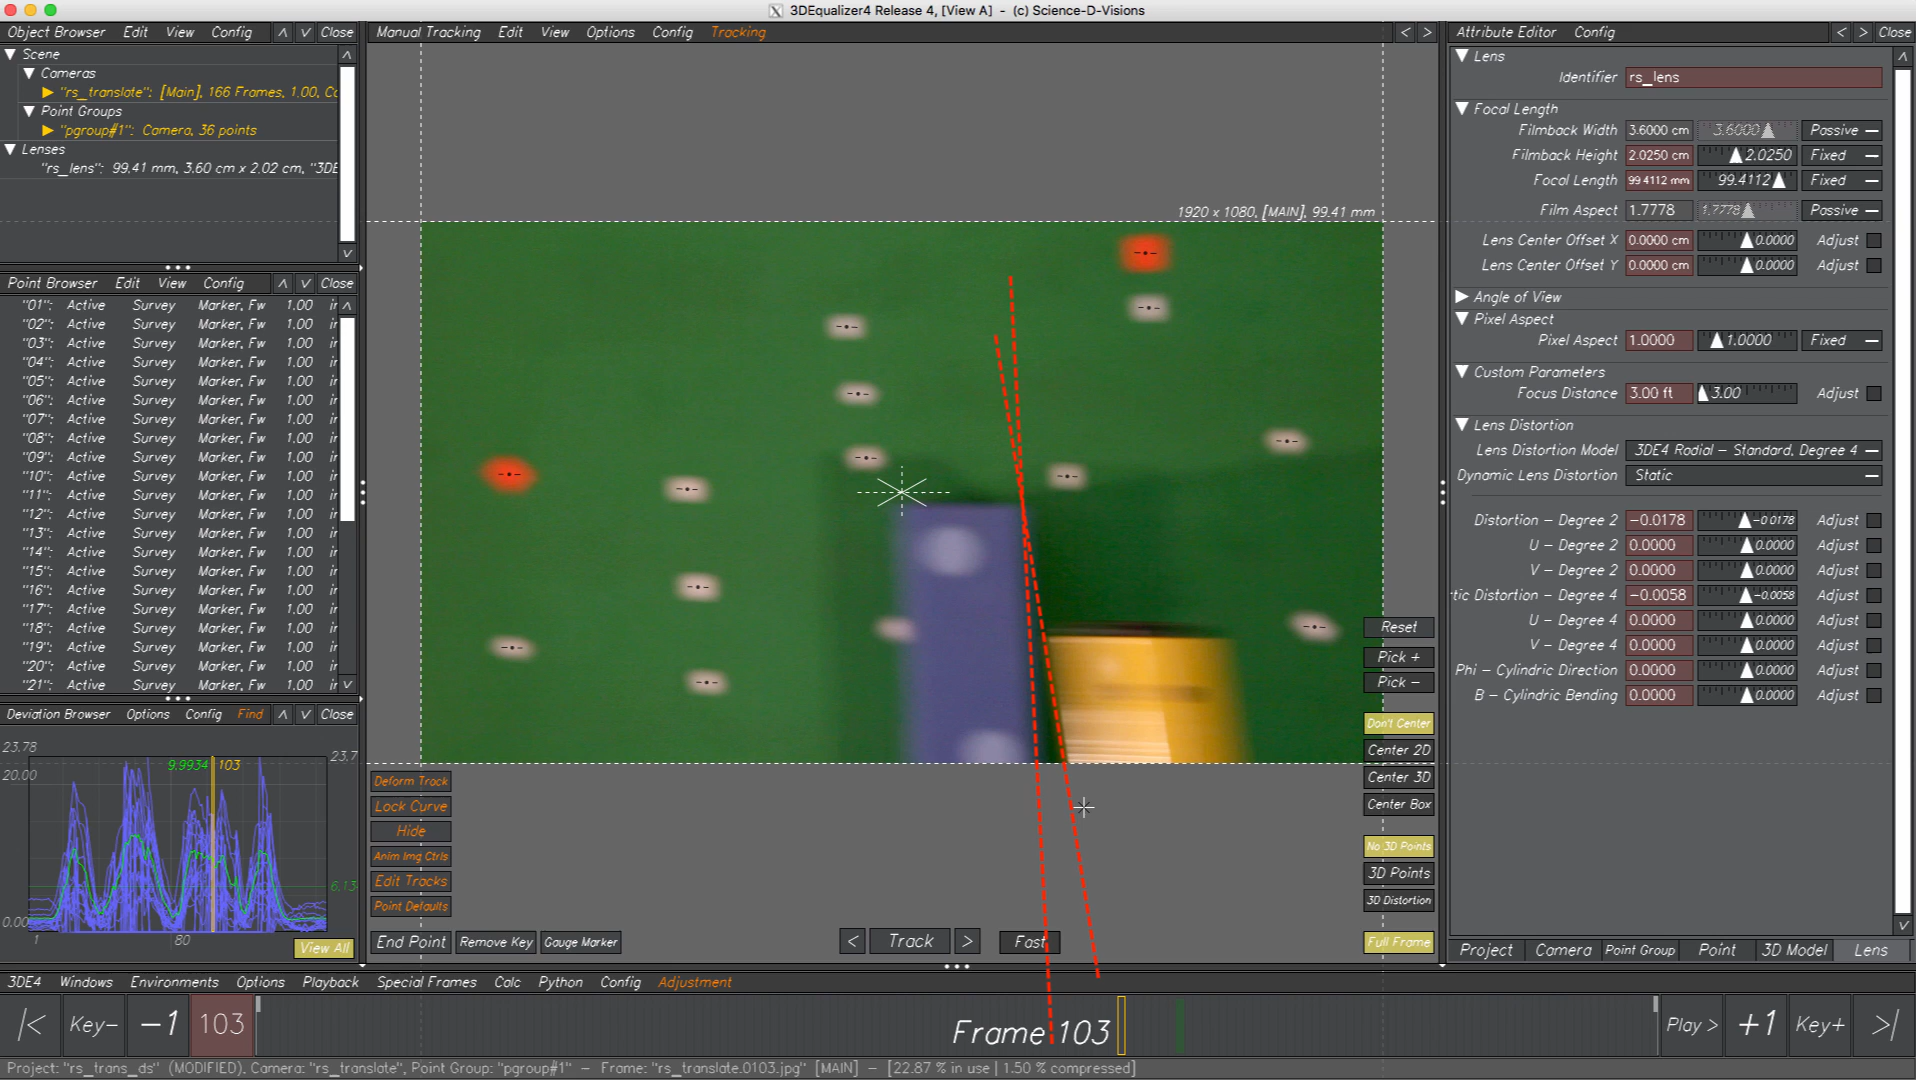 3DEqualizer4 Release 4, [View A] - (c) Science-D-Visions
Object Browser Edit View Config Close
Scene
Cameras
"rs_translate": [Main], 166 Frames, 1.00, Cc
Point Groups
"pgroup#1": Camera, 36 points
Lenses
"rs_lens": 99.41 mm, 3.60 cm x 2.02 cm, "3DE
Point Browser Edit View Config Close
"01": Active Survey Marker, Fw 1.00 ir
"02": Active Survey Marker, Fw 1.00 ir
"03": Active Survey Marker, Fw 1.00 ir
"04": Active Survey Marker, Fw 1.00 ir
"05": Active Survey Marker, Fw 1.00 ir
"06": Active Survey Marker, Fw 1.00 ir
"07": Active Survey Marker, Fw 1.00 ir
"08": Active Survey Marker, Fw 1.00 ir
"09": Active Survey Marker, Fw 1.00 ir
"10": Active Survey Marker, Fw 1.00 ir
"11": Active Survey Marker, Fw 1.00 ir
"12": Active Survey Marker, Fw 1.00 ir
"13": Active Survey Marker, Fw 1.00 ir
"14": Active Survey Marker, Fw 1.00 ir
"15": Active Survey Marker, Fw 1.00 ir
"16": Active Survey Marker, Fw 1.00 ir
"17": Active Survey Marker, Fw 1.00 ir
"18": Active Survey Marker, Fw 1.00 ir
"19": Active Survey Marker, Fw 1.00 ir
"20": Active Survey Marker, Fw 1.00 ir
"21": Active Survey Marker, Fw 1.00 ir
Deviation Browser Options Config Find Close
23.78 23.7
20.00 9.9934 103
6.13
0.00
1 80
View All
Manual Tracking Edit View Options Config Tracking < >
1920 x 1080, [MAIN], 99.41 mm
Reset
Pick +
Pick -
Don't Center
Center 2D
Center 3D
Center Box
No 3D Points
3D Points
3D Distortion
Full Frame
Deform Track
Lock Curve
Hide
Anim Img Ctrls
Edit Tracks
Point Defaults
End Point Remove Key Gauge Marker < Track > Fast
Attribute Editor Config < > Close
Lens
Identifier rs_lens
Focal Length
Filmback Width 3.6000 cm 3.6000 Passive
Filmback Height 2.0250 cm 2.0250 Fixed
Focal Length 99.4112 mm 99.4112 Fixed
Film Aspect 1.7778 1.7778 Passive
Lens Center Offset X 0.0000 cm 0.0000 Adjust
Lens Center Offset Y 0.0000 cm 0.0000 Adjust
Angle of View
Pixel Aspect
Pixel Aspect 1.0000 1.0000 Fixed
Custom Parameters
Focus Distance 3.00 ft 3.00 Adjust
Lens Distortion
Lens Distortion Model 3DE4 Radial - Standard, Degree 4
Dynamic Lens Distortion Static
Distortion - Degree 2 -0.0178 -0.0178 Adjust
U - Degree 2 0.0000 0.0000 Adjust
V - Degree 2 0.0000 0.0000 Adjust
tic Distortion - Degree 4 -0.0058 -0.0058 Adjust
U - Degree 4 0.0000 0.0000 Adjust
V - Degree 4 0.0000 0.0000 Adjust
Phi - Cylindric Direction 0.0000 0.0000 Adjust
B - Cylindric Bending 0.0000 0.0000 Adjust
Project Camera Point Group Point 3D Model Lens
3DE4 Windows Environments Options Playback Special Frames Calc Python Config Adjustment
|< Key- -1 103 Frame 103 Play > +1 Key+ >|
Project: "rs_trans_ds" (MODIFIED), Camera: "rs_translate", Point Group: "pgroup#1" - Frame: "rs_translate.0103.jpg" [MAIN] - [22.87 % in use | 1.50 % compressed]